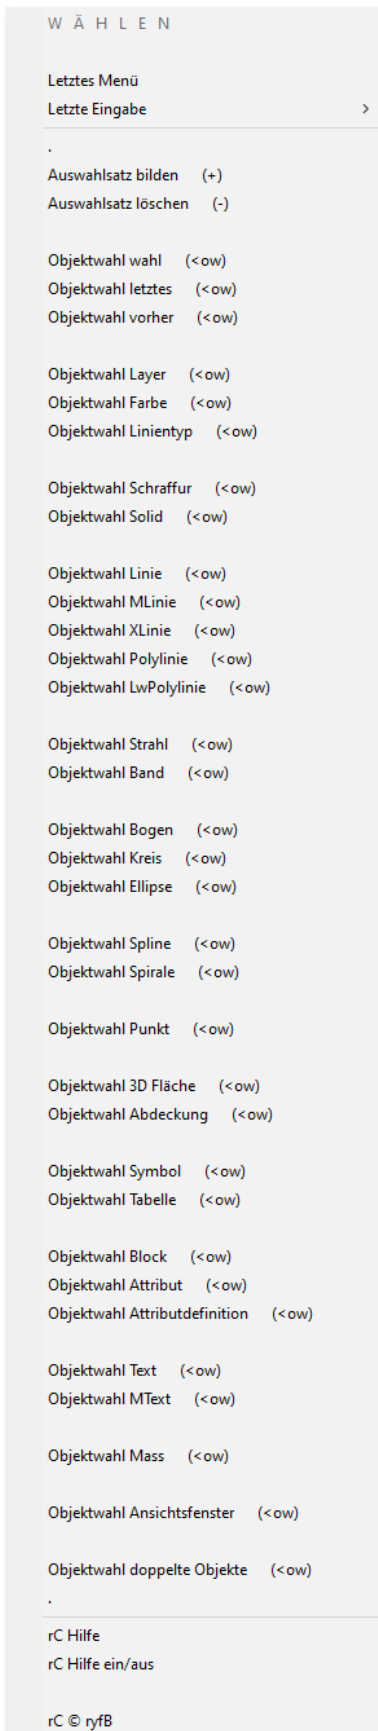 WÄHLEN
Letztes Menü
Letzte Eingabe >
.
Auswahlsatz bilden (+)
Auswahlsatz löschen (-)
Objektwahl wahl (<ow)
Objektwahl letztes (<ow)
Objektwahl vorher (<ow)
Objektwahl Layer (<ow)
Objektwahl Farbe (<ow)
Objektwahl Linientyp (<ow)
Objektwahl Schraffur (<ow)
Objektwahl Solid (<ow)
Objektwahl Linie (<ow)
Objektwahl MLinie (<ow)
Objektwahl XLinie (<ow)
Objektwahl Polylinie (<ow)
Objektwahl LwPolylinie (<ow)
Objektwahl Strahl (<ow)
Objektwahl Band (<ow)
Objektwahl Bogen (<ow)
Objektwahl Kreis (<ow)
Objektwahl Ellipse (<ow)
Objektwahl Spline (<ow)
Objektwahl Spirale (<ow)
Objektwahl Punkt (<ow)
Objektwahl 3D Fläche (<ow)
Objektwahl Abdeckung (<ow)
Objektwahl Symbol (<ow)
Objektwahl Tabelle (<ow)
Objektwahl Block (<ow)
Objektwahl Attribut (<ow)
Objektwahl Attributdefinition (<ow)
Objektwahl Text (<ow)
Objektwahl MText (<ow)
Objektwahl Mass (<ow)
Objektwahl Ansichtsfenster (<ow)
Objektwahl doppelte Objekte (<ow)
.
rC Hilfe
rC Hilfe ein/aus
rC © ryfB